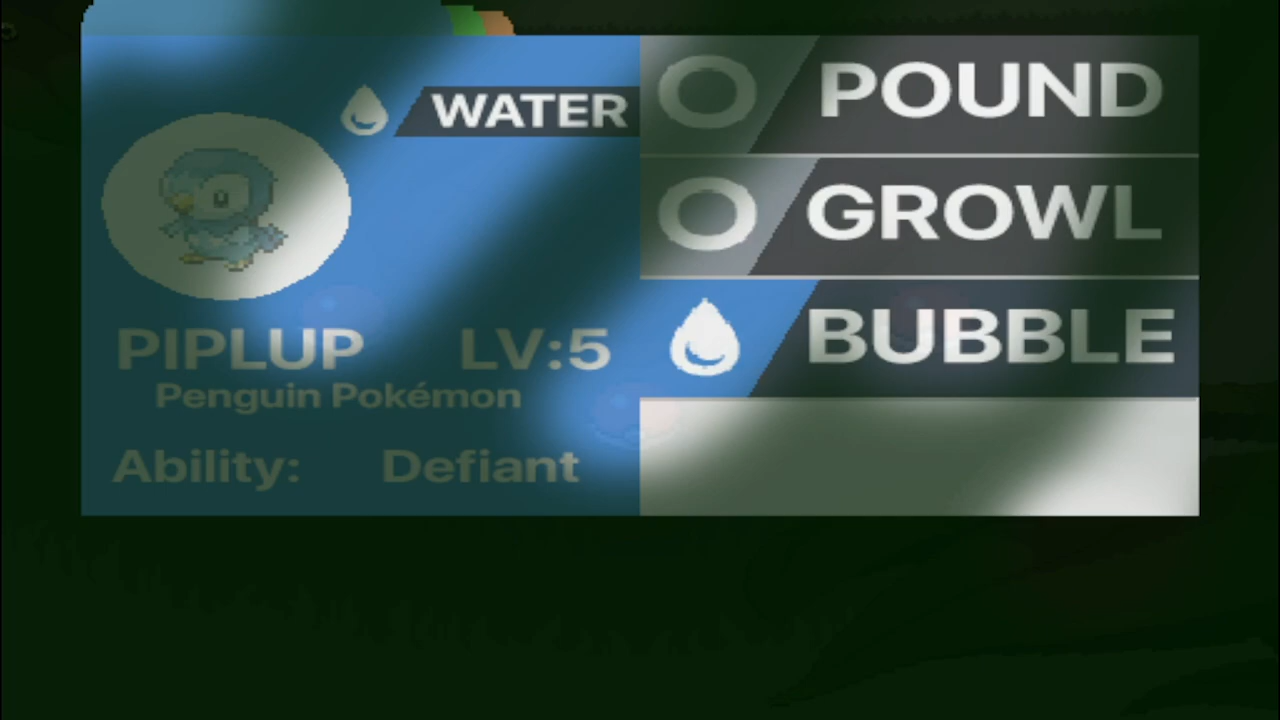 WATER
PIPLUP LV:5
Penguin Pokémon
Ability: Defiant
POUND
GROWL
BUBBLE